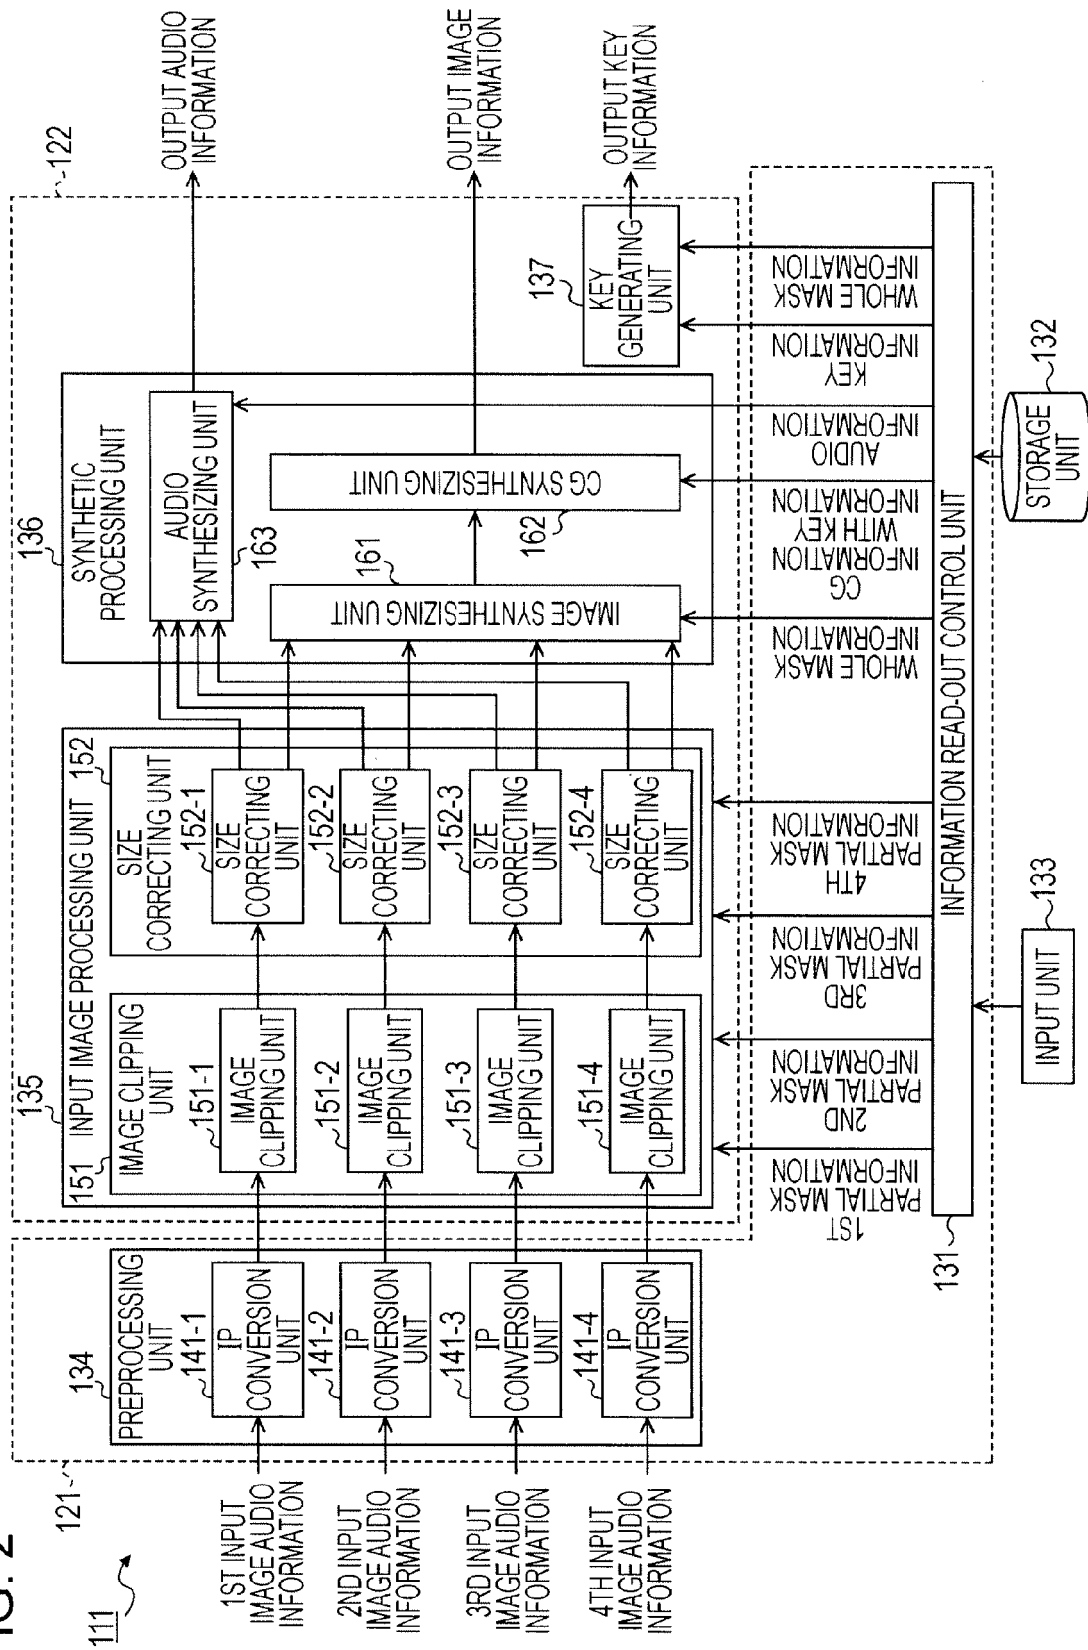 FIG. 2
111
121
122
134
PREPROCESSING
UNIT
141-1
IP
CONVERSION
UNIT
141-2
IP
CONVERSION
UNIT
141-3
IP
CONVERSION
UNIT
141-4
IP
CONVERSION
UNIT
1ST INPUT
IMAGE AUDIO
INFORMATION
2ND INPUT
IMAGE AUDIO
INFORMATION
3RD INPUT
IMAGE AUDIO
INFORMATION
4TH INPUT
IMAGE AUDIO
INFORMATION
135
INPUT IMAGE PROCESSING UNIT
151
IMAGE CLIPPING
UNIT
151-1
IMAGE
CLIPPING UNIT
151-2
IMAGE
CLIPPING UNIT
151-3
IMAGE
CLIPPING UNIT
151-4
IMAGE
CLIPPING UNIT
152
SIZE
CORRECTING UNIT
152-1
SIZE
CORRECTING
UNIT
152-2
SIZE
CORRECTING
UNIT
152-3
SIZE
CORRECTING
UNIT
152-4
SIZE
CORRECTING
UNIT
136
SYNTHETIC
PROCESSING UNIT
AUDIO
SYNTHESIZING UNIT
163
161
IMAGE SYNTHESIZING UNIT
162
CG SYNTHESIZING UNIT
137
KEY
GENERATING
UNIT
OUTPUT AUDIO
INFORMATION
OUTPUT IMAGE
INFORMATION
OUTPUT KEY
INFORMATION
1ST
PARTIAL MASK
INFORMATION
2ND
PARTIAL MASK
INFORMATION
3RD
PARTIAL MASK
INFORMATION
4TH
PARTIAL MASK
INFORMATION
WHOLE MASK
INFORMATION
CG
INFORMATION
WITH KEY
INFORMATION
AUDIO
INFORMATION
KEY
INFORMATION
WHOLE MASK
INFORMATION
131
INFORMATION READ-OUT CONTROL UNIT
133
INPUT UNIT
132
STORAGE
UNIT